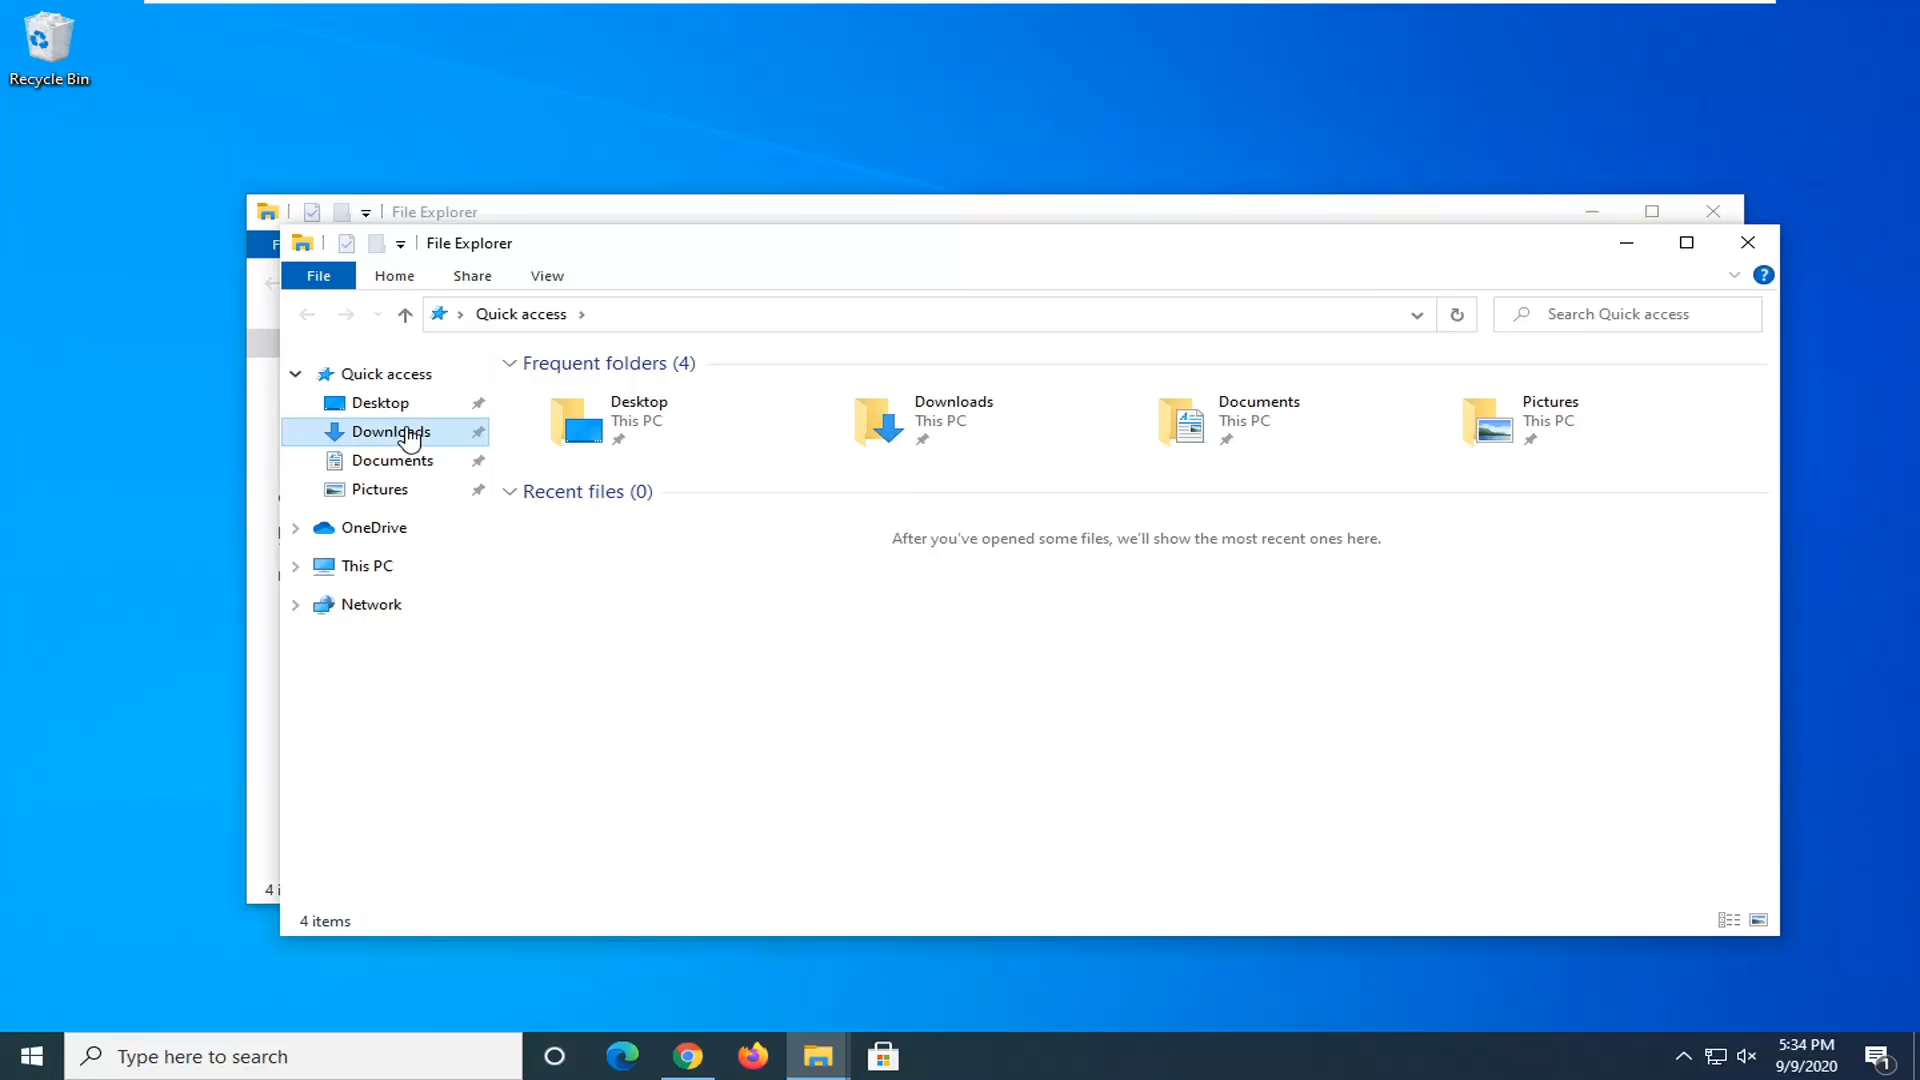 Recycle Bin
File Explorer
F
File Explorer
File
Home
Share
View
?
Quick access
Search Quick access
Quick access
Desktop
Downloads
Documents
Pictures
OneDrive
This PC
Network
Frequent folders (4)
Desktop
This PC
Downloads
This PC
Documents
This PC
Pictures
This PC
Recent files (0)
After you've opened some files, we'll show the most recent ones here.
4 i
4 items
Type here to search
5:34 PM
9/9/2020
1